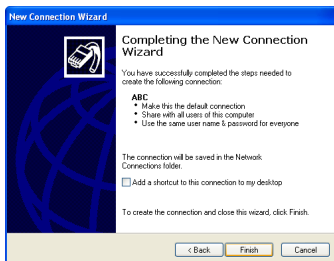 New Connection Wizard
Completing the New Connection
Wizard
You have successfully completed the steps needed to
create the following connection:
ABC
• Make this the default connection
• Share with all users of this computer
• Use the same user name & password for everyone
The connection will be saved in the Network
Connections folder.
Add a shortcut to this connection to my desktop
To create the connection and close this wizard, click Finish.
< Back
Finish
Cancel